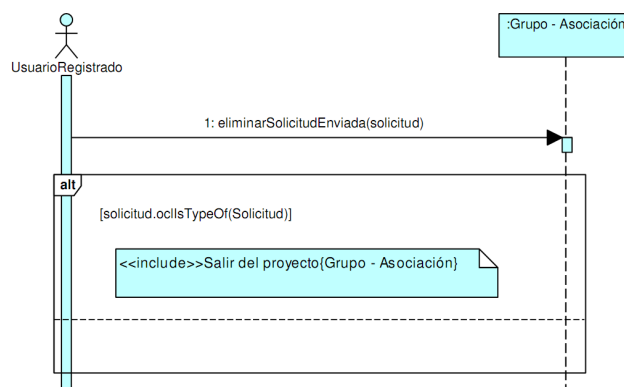 :Grupo - Asociación
UsuarioRegistrado
1: eliminarSolicitudEnviada(solicitud)
alt
[solicitud.oclIsTypeOf(Solicitud)]
<<include>>Salir del proyecto{Grupo - Asociación}